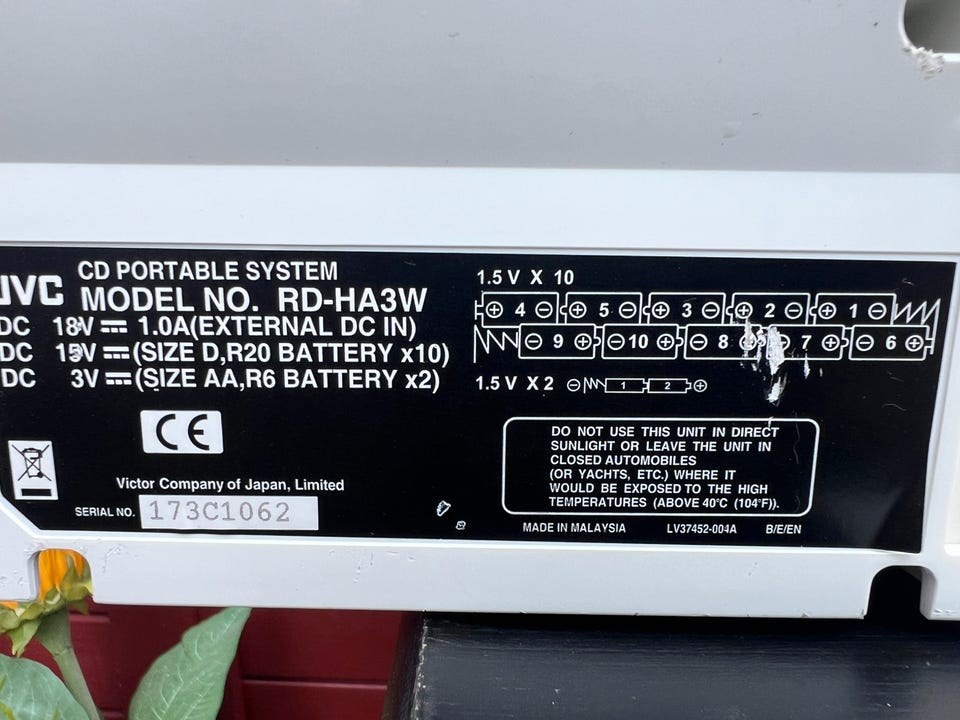 JVC
CD PORTABLE SYSTEM
MODEL NO. RD-HA3W
DC 18V 1.0A(EXTERNAL DC IN)
DC 15V (SIZE D,R20 BATTERY x10)
DC 3V (SIZE AA,R6 BATTERY x2)
CE
Victor Company of Japan, Limited
SERIAL NO. 173C1062
1.5 V X 10
⊕ 4 ⊖ ⊕ 5 ⊖ ⊕ 3 ⊖ ⊕ 2 ⊖ ⊕ 1 ⊖
⊖ 9 ⊕ ⊖ 10 ⊕ ⊖ 8 ⊕ ⊖ 7 ⊕ ⊖ 6 ⊕
1.5 V X 2 ⊖ 1 2 ⊕
DO NOT USE THIS UNIT IN DIRECT
SUNLIGHT OR LEAVE THE UNIT IN
CLOSED AUTOMOBILES
(OR YACHTS, ETC.) WHERE IT
WOULD BE EXPOSED TO THE HIGH
TEMPERATURES (ABOVE 40°C (104°F)).
MADE IN MALAYSIA LV37452-004A B/E/EN